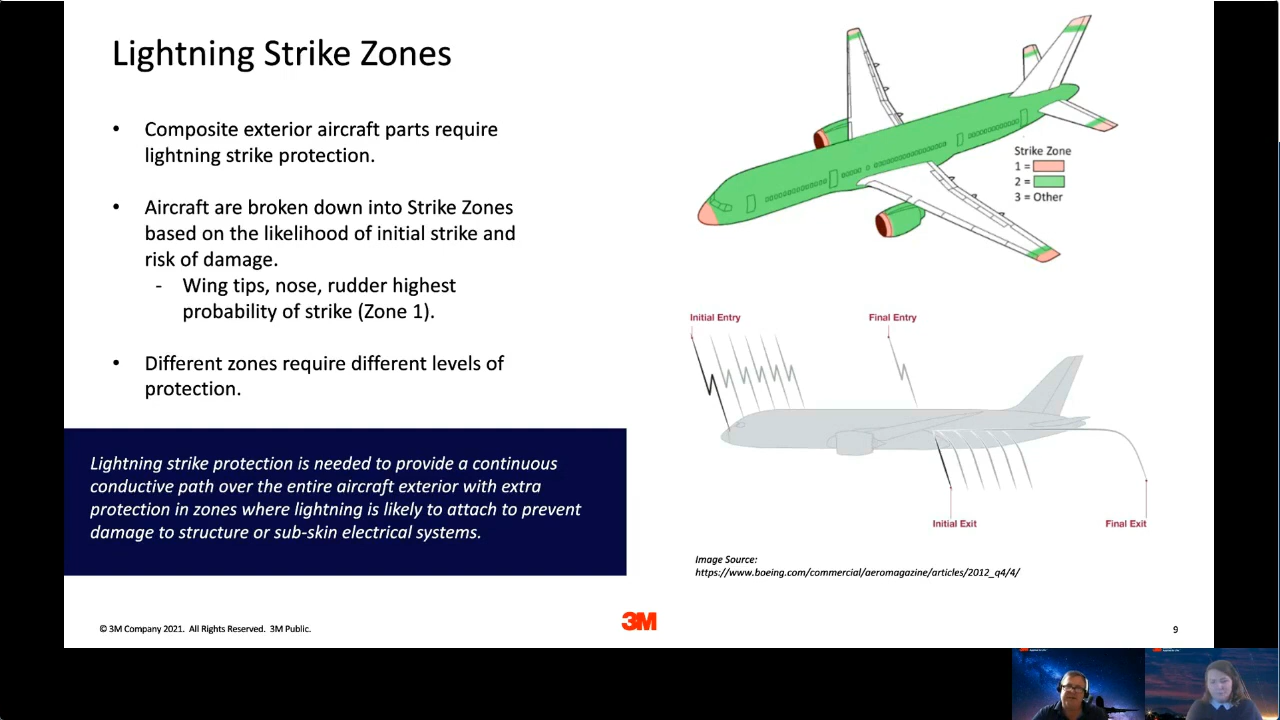 Lightning Strike Zones
• Composite exterior aircraft parts require
lightning strike protection.
• Aircraft are broken down into Strike Zones
based on the likelihood of initial strike and
risk of damage.
- Wing tips, nose, rudder highest
probability of strike (Zone 1).
• Different zones require different levels of
protection.
Lightning strike protection is needed to provide a continuous
conductive path over the entire aircraft exterior with extra
protection in zones where lightning is likely to attach to prevent
damage to structure or sub-skin electrical systems.
Strike Zone
1 =
2 =
3 = Other
Initial Entry
Final Entry
Initial Exit
Final Exit
Image Source:
https://www.boeing.com/commercial/aeromagazine/articles/2012_q4/4/
© 3M Company 2021. All Rights Reserved. 3M Public.
3M
9